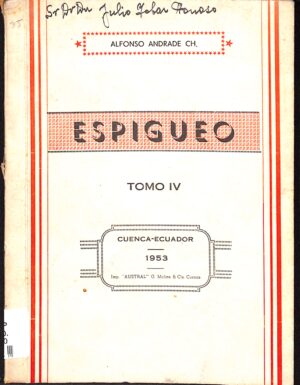 Sr Dr Dn Julio Tobar Donoso
ALFONSO ANDRADE CH.
ESPIGUEO
TOMO IV
CUENCA-ECUADOR
1953
Imp. "AUSTRAL" G. Molina & Cía. Cuenca